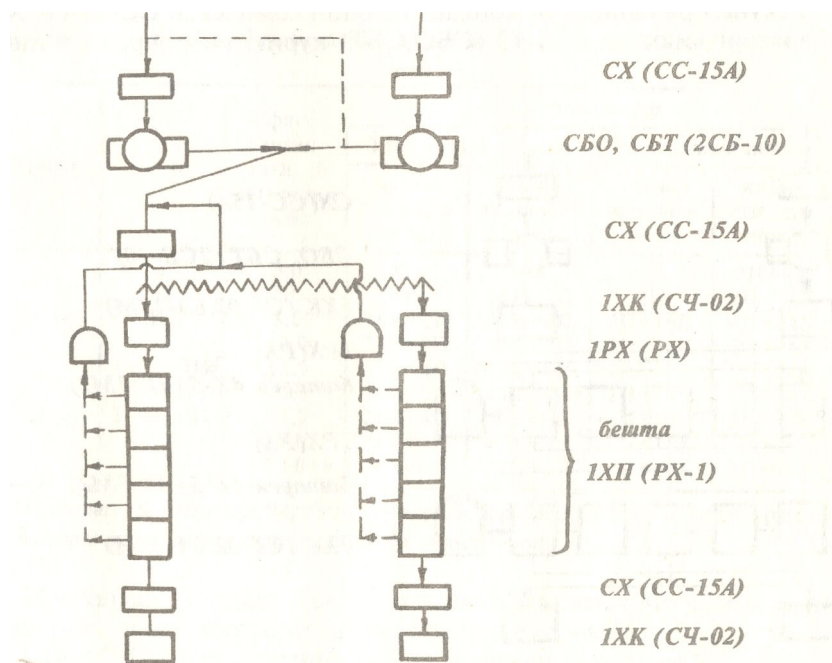 СХ (СС-15А)
СБО, СБТ (2СБ-10)
СХ (СС-15А)
1ХК (СЧ-02)
1РХ (РХ)
бешта
1ХП (РХ-1)
СХ (СС-15А)
1ХК (СЧ-02)